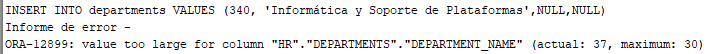 INSERT INTO departments VALUES (340, 'Informática y Soporte de Plataformas',NULL,NULL)
Informe de error -
ORA-12899: value too large for column "HR"."DEPARTMENTS"."DEPARTMENT_NAME" (actual: 37, maximum: 30)